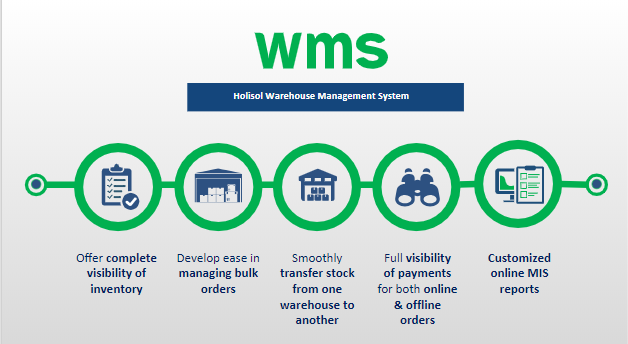 wms
Holisol Warehouse Management System
Offer complete
visibility of
inventory
Develop ease in
managing bulk
orders
Smoothly
transfer stock
from one
warehouse to
another
Full visibility
of payments
for both online
& offline
orders
Customized
online MIS
reports